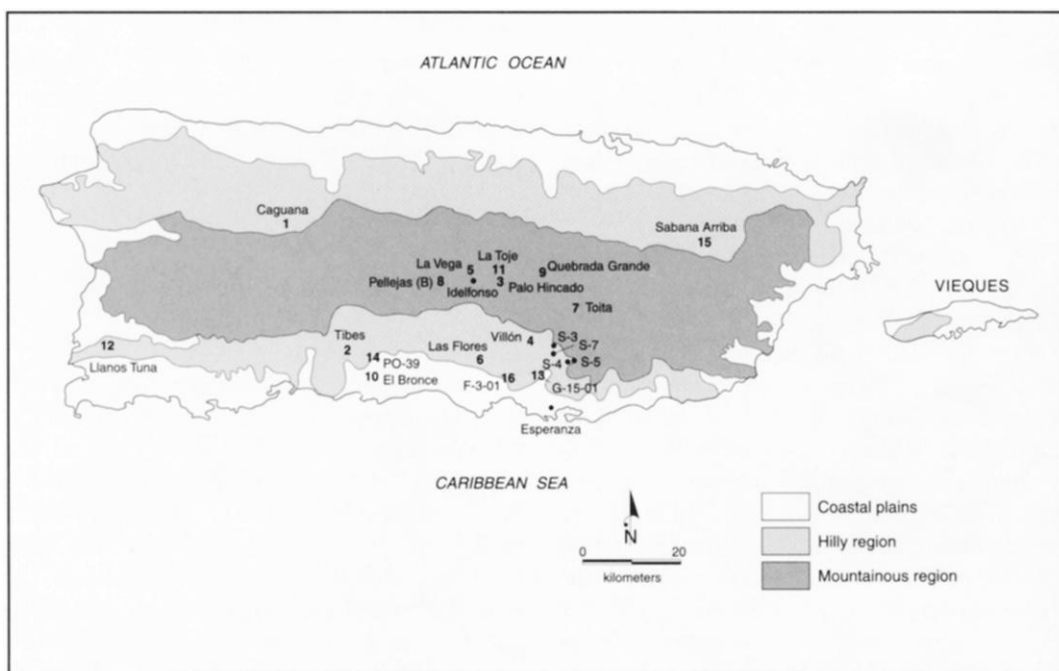 ATLANTIC OCEAN
Caguana
1
Sabana Arriba
15
La Toje
La Vega 5 11 9 Quebrada Grande
Pellejas (B) 8 3 Palo Hincado
Idelfonso
7 Toita
VIEQUES
Tibes
2
Villón 4
S-3
S-7
12
Llanos Tuna
14
PO-39
10 El Bronce
Las Flores
6
S-4
S-5
F-3-01
16
13
G-15-01
Esperanza
CARIBBEAN SEA
N
0 20
kilometers
Coastal plains
Hilly region
Mountainous region